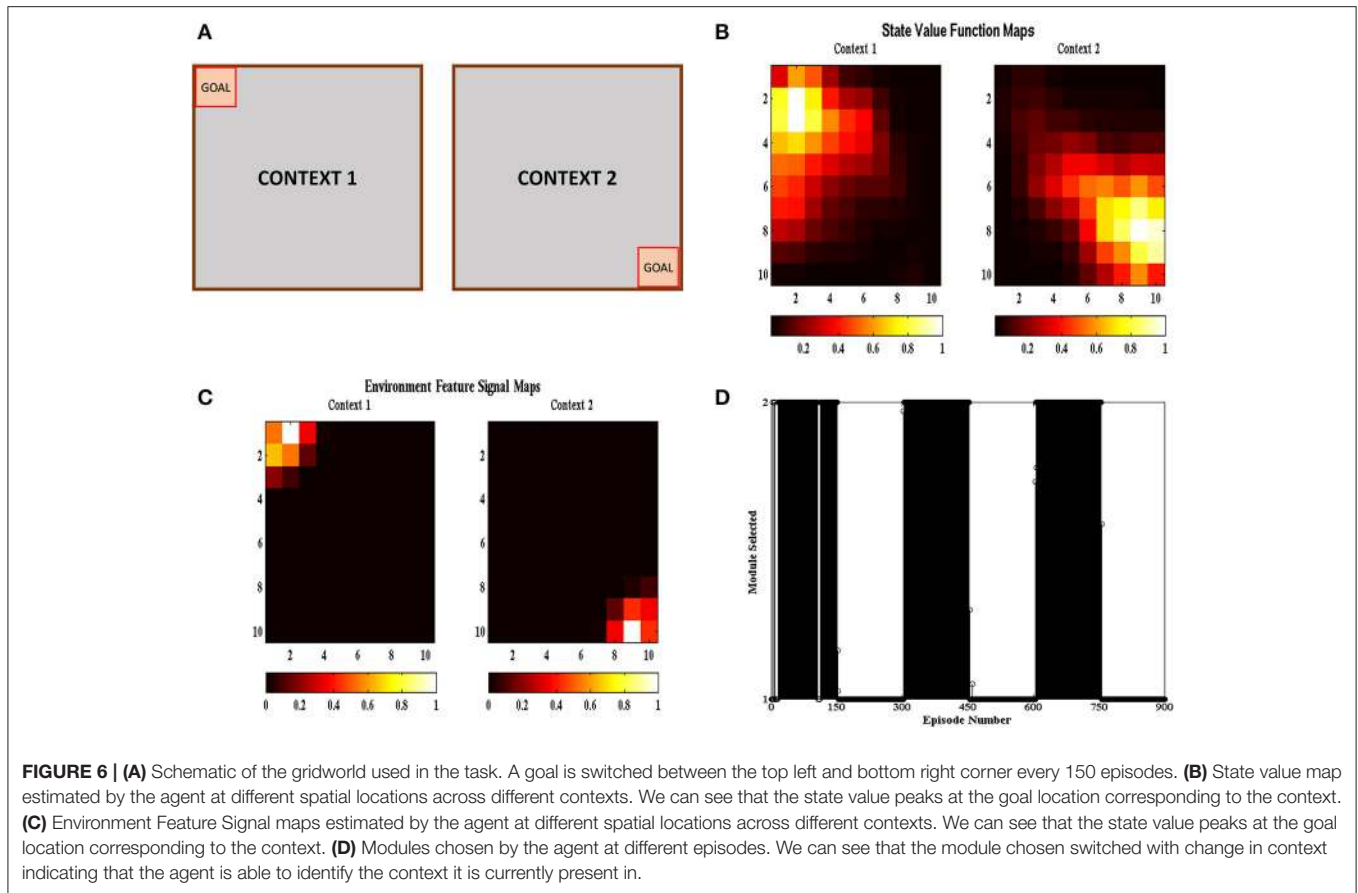 A
GOAL
CONTEXT 1
CONTEXT 2
GOAL
B
State Value Function Maps
Context 1
Context 2
2
4
6
8
10
2 4 6 8 10
2 4 6 8 10
0.2 0.4 0.6 0.8 1
0.2 0.4 0.6 0.8 1
C
Environment Feature Signal Maps
Context 1
Context 2
2
4
6
8
10
2
4
6
8
10
2 4 6 8 10
2 4 6 8 10
0 0.2 0.4 0.6 0.8 1
0 0.2 0.4 0.6 0.8 1
D
2
Module Selected
1
0 150 300 450 600 750 900
Episode Number
FIGURE 6 | (A) Schematic of the gridworld used in the task. A goal is switched between the top left and bottom right corner every 150 episodes. (B) State value map
estimated by the agent at different spatial locations across different contexts. We can see that the state value peaks at the goal location corresponding to the context.
(C) Environment Feature Signal maps estimated by the agent at different spatial locations across different contexts. We can see that the state value peaks at the goal
location corresponding to the context. (D) Modules chosen by the agent at different episodes. We can see that the module chosen switched with change in context
indicating that the agent is able to identify the context it is currently present in.